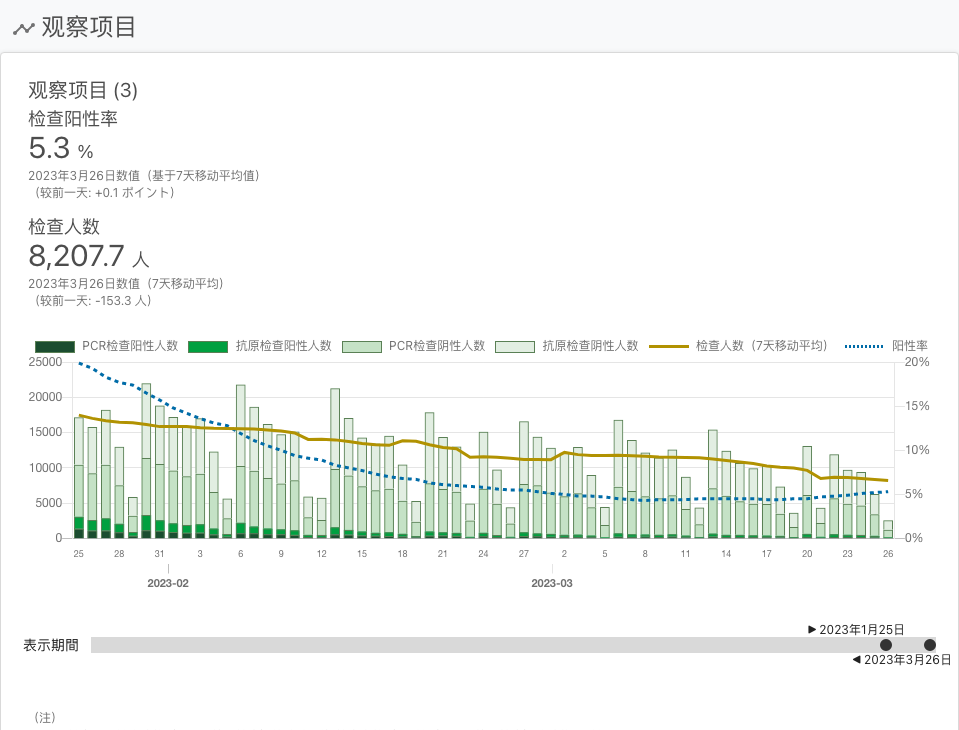 观察项目
观察项目 (3)
检查阳性率
5.3 %
2023年3月26日数值（基于7天移动平均值）
（较前一天: +0.1 ポイント）
检查人数
8,207.7 人
2023年3月26日数值（7天移动平均）
（较前一天: -153.3 人）
PCR检查阳性人数 抗原检查阳性人数 PCR检查阴性人数 抗原检查阴性人数 检查人数（7天移动平均） 阳性率
25000 20%
20000
15% 
15000
10%
10000
5000 5%
0 0%
25 28 31 3 6 9 12 15 18 21 24 27 2 5 8 11 14 17 20 23 26
2023-02 2023-03
▶ 2023年1月25日
表示期間
◀ 2023年3月26日
（注）